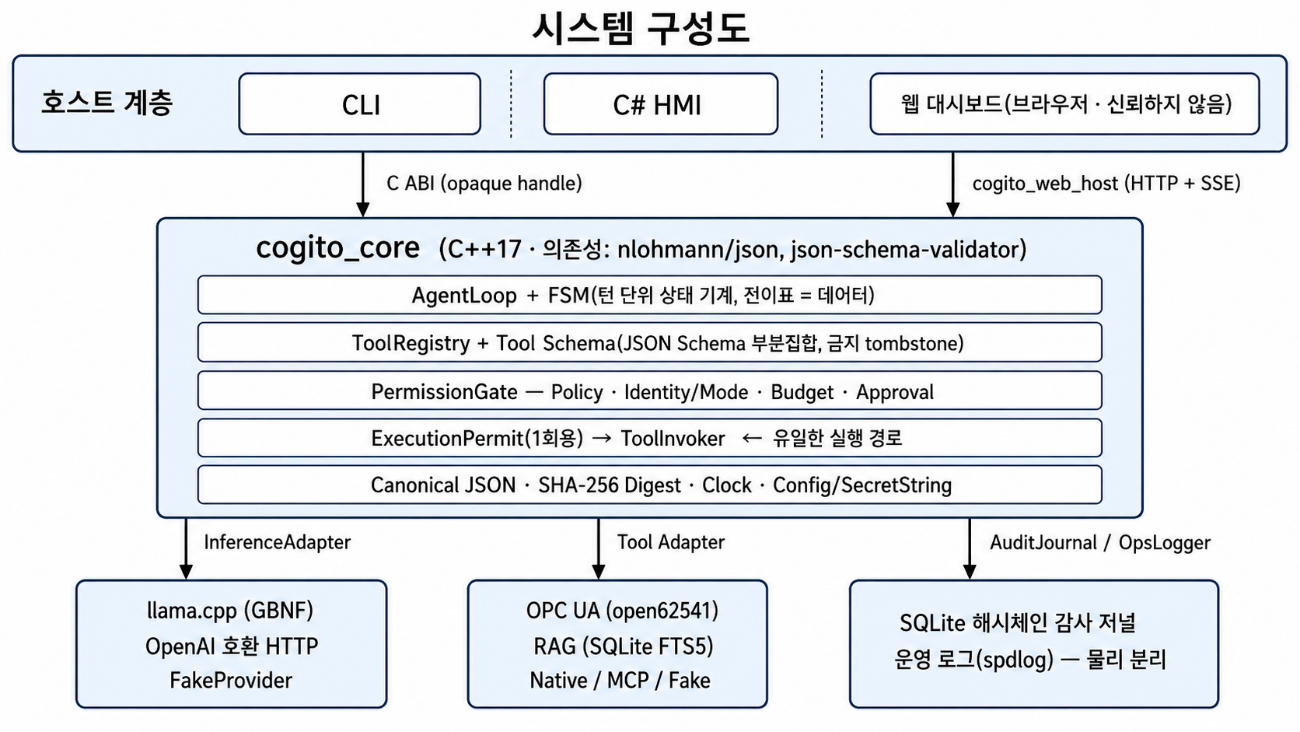 시스템 구성도
호스트 계층
CLI
C# HMI
웹 대시보드(브라우저 · 신뢰하지 않음)
C ABI (opaque handle)
cogito_web_host (HTTP + SSE)
cogito_core (C++17 · 의존성: nlohmann/json, json-schema-validator)
AgentLoop + FSM(턴 단위 상태 기계, 전이표 = 데어터)
ToolRegistry + Tool Schema(JSON Schema 부분집합, 금지 tombstone)
PermissionGate — Policy · Identity/Mode · Budget · Approval
ExecutionPermit(1회용) → ToolInvoker ← 유일한 실행 경로
Canonical JSON · SHA-256 Digest · Clock · Config/SecretString
InferenceAdapter
Tool Adapter
AuditJournal / OpsLogger
llama.cpp (GBNF)
OpenAI 호환 HTTP
FakeProvider
OPC UA (open62541)
RAG (SQLite FTS5)
Native / MCP / Fake
SQLite 해시체인 감사 저널
운영 로그(spdlog) — 물리 분리